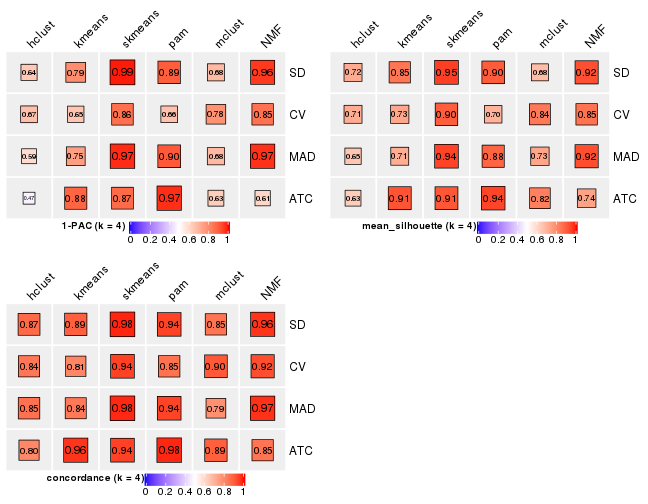 hclust kmeans skmeans pam mclust NMF
0.64 0.79 0.99 0.89 0.68 0.96 SD
0.67 0.65 0.86 0.66 0.78 0.85 CV
0.59 0.75 0.97 0.90 0.68 0.97 MAD
0.47 0.88 0.87 0.97 0.63 0.61 ATC
1-PAC (k = 4)
0 0.2 0.4 0.6 0.8 1
hclust kmeans skmeans pam mclust NMF
0.72 0.85 0.95 0.90 0.68 0.92 SD
0.71 0.73 0.90 0.70 0.84 0.85 CV
0.65 0.71 0.94 0.88 0.73 0.92 MAD
0.63 0.91 0.91 0.94 0.82 0.74 ATC
mean_silhouette (k = 4)
0 0.2 0.4 0.6 0.8 1
hclust kmeans skmeans pam mclust NMF
0.87 0.89 0.98 0.94 0.85 0.96 SD
0.84 0.81 0.94 0.85 0.90 0.92 CV
0.85 0.84 0.98 0.94 0.79 0.97 MAD
0.80 0.96 0.94 0.98 0.89 0.85 ATC
concordance (k = 4)
0 0.2 0.4 0.6 0.8 1